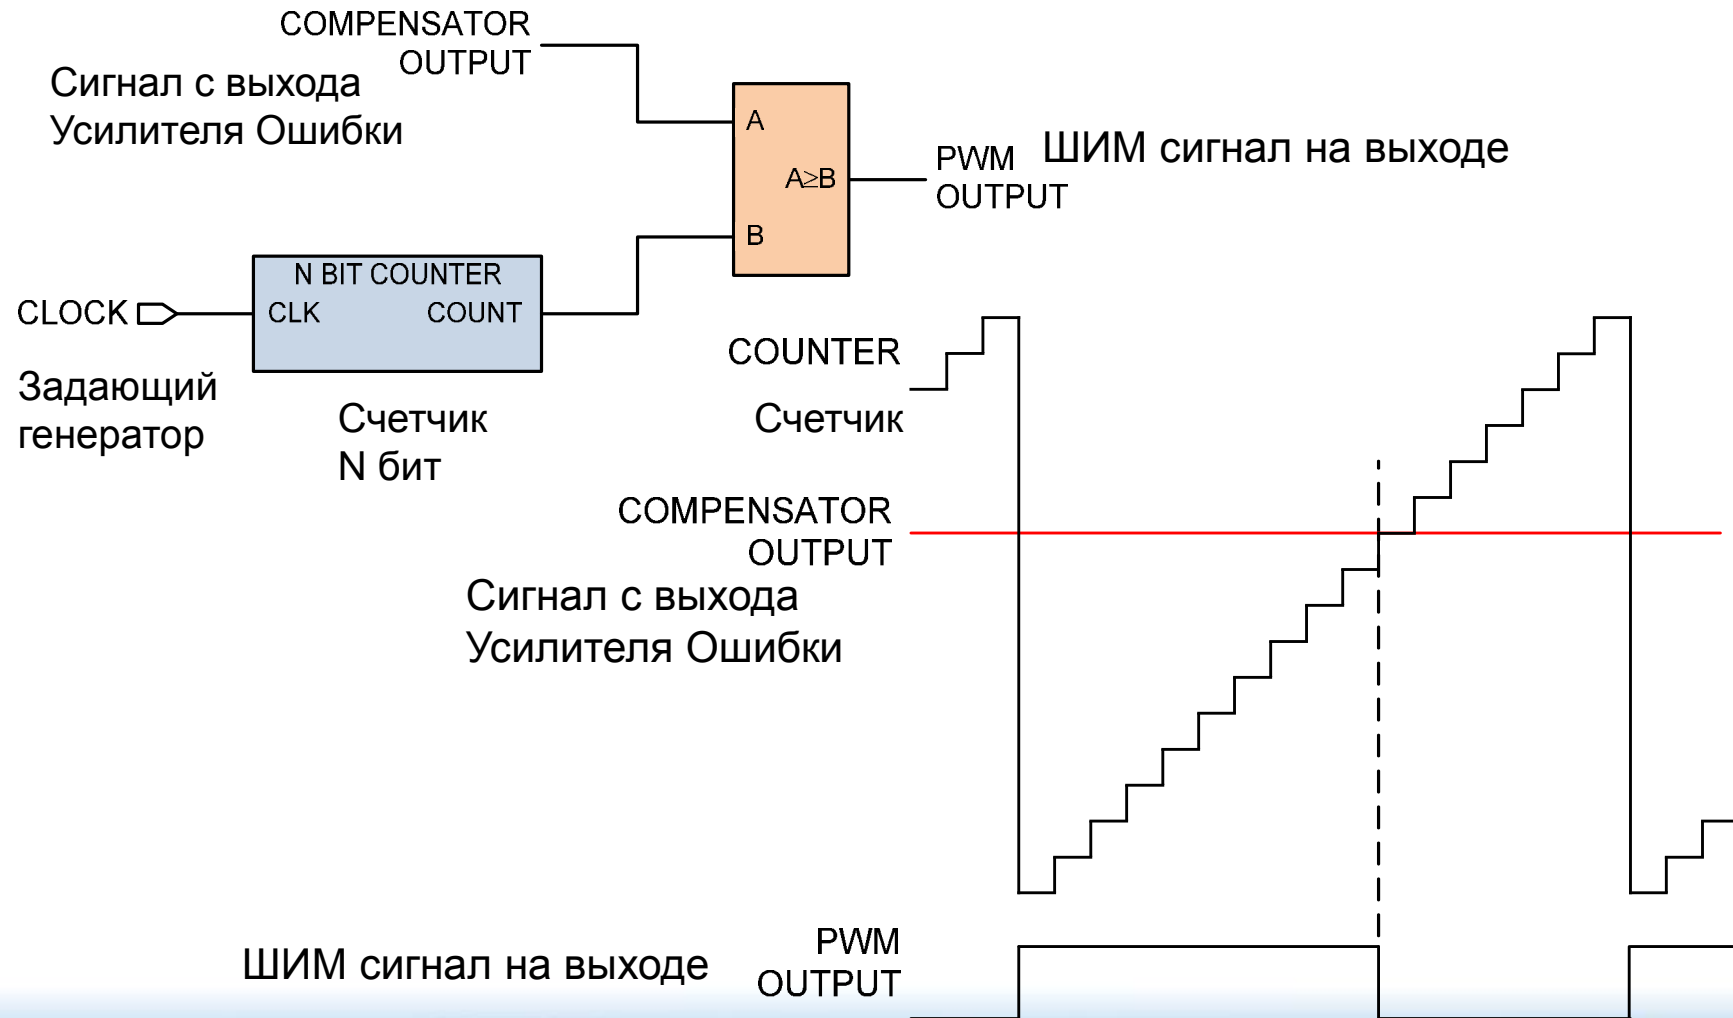 COMPENSATOR
OUTPUT
Сигнал с выхода
Усилителя Ошибки
A
A≥B
B
PWM
OUTPUT
ШИМ сигнал на выходе
N BIT COUNTER
CLK COUNT
CLOCK
Задающий
генератор
Счетчик
N бит
COUNTER
Счетчик
COMPENSATOR
OUTPUT
Сигнал с выхода
Усилителя Ошибки
PWM
OUTPUT
ШИМ сигнал на выходе